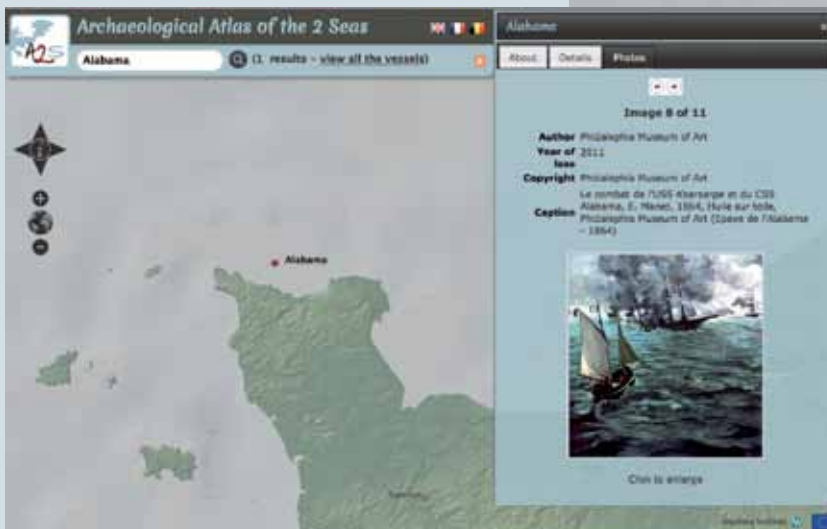 Archaeological Atlas of the 2 Seas
A2S
Alabama
(1 results - view all the vessels)
Alabama
Alabama
About
Details
Photos
Image 8 of 11
Author Philadelphia Museum of Art
Year of 2011
loss
Copyright Philadelphia Museum of Art
Le combat de l'USS Kearsarge et du CSS
Caption Alabama, E. Manet, 1864, Huile sur toile,
Philadelphia Museum of Art (Epave de l'Alabama
- 1864)
Click to enlarge